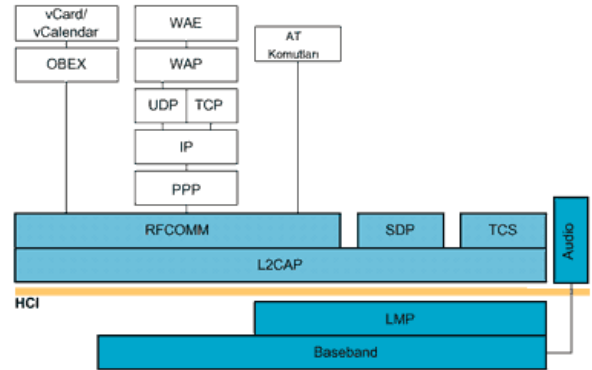 vCard/
vCalendar
OBEX
WAE
WAP
UDP TCP
IP
PPP
AT
Komutları
RFCOMM
SDP
TCS
Audio
L2CAP
HCI
LMP
Baseband